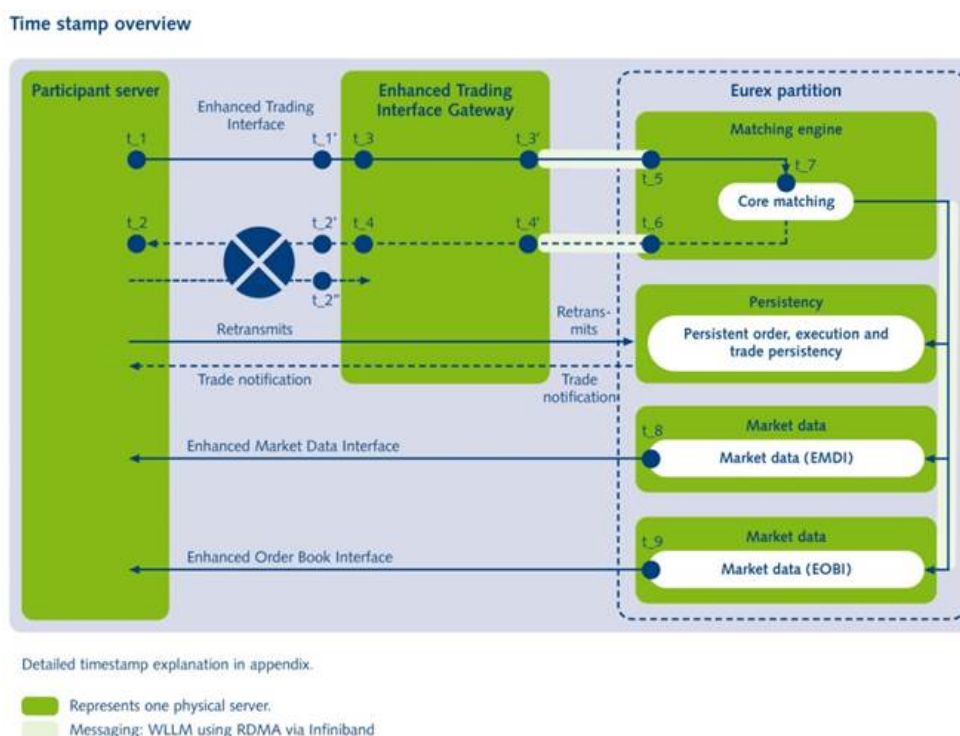 Time stamp overview
Participant server
Enhanced Trading
Interface
Enhanced Trading
Interface Gateway
Eurex partition
Matching engine
t_1
t_1'
t_3
t_3'
t_5
t_7
Core matching
t_2
t_2'
t_4
t_4'
t_6
t_2"
Retransmits
Retrans-
mits
Persistency
Persistent order, execution and
trade persistency
Trade notification
Trade
notification
Market data
t_8
Enhanced Market Data Interface
Market data (EMDI)
Market data
t_9
Enhanced Order Book Interface
Market data (EOBI)
Detailed timestamp explanation in appendix.
Represents one physical server.
Messaging: WLLM using RDMA via Infiniband